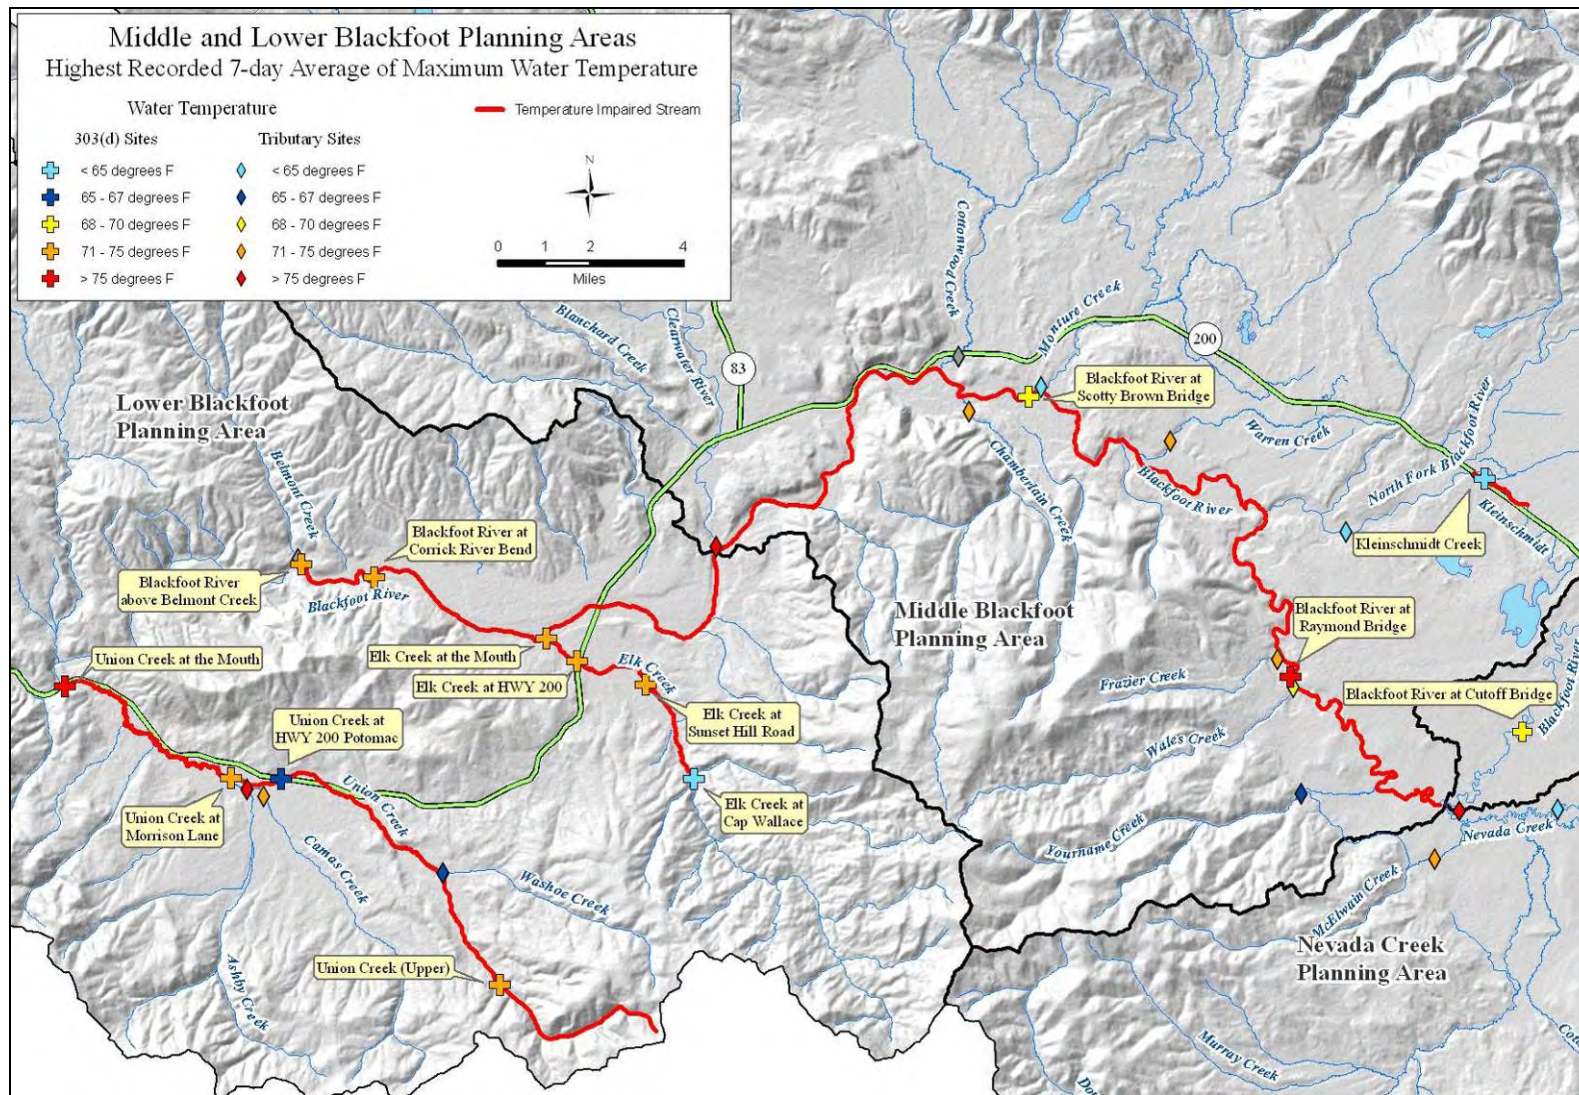 Middle and Lower Blackfoot Planning Areas
Highest Recorded 7-day Average of Maximum Water Temperature
Water Temperature
303(d) Sites
Tributary Sites
Temperature Impaired Stream
< 65 degrees F
< 65 degrees F
65 - 67 degrees F
65 - 67 degrees F
68 - 70 degrees F
68 - 70 degrees F
71 - 75 degrees F
71 - 75 degrees F
> 75 degrees F
> 75 degrees F
N
0 1 2 4
Miles
Cottonwood Creek
Monture Creek
Blanchard Creek
Clearwater River
83
200
Lower Blackfoot
Planning Area
Blackfoot River at
Scotty Brown Bridge
Warren Creek
North Fork Blackfoot River
Belmont Creek
Chamberlain Creek
Blackfoot River
Kleinschmidt
Kleinschmidt Creek
Blackfoot River at
Corrick River Bend
Blackfoot River
above Belmont Creek
Blackfoot River
Middle Blackfoot
Planning Area
Blackfoot River at
Raymond Bridge
Union Creek at the Mouth
Elk Creek at the Mouth
Elk Creek
Elk Creek at HWY 200
Frazier Creek
Blackfoot River at Cutoff Bridge
Blackfoot River
Union Creek at
HWY 200 Potomac
Elk Creek at
Sunset Hill Road
Wales Creek
Union Creek
Union Creek at
Morrison Lane
Elk Creek at
Cap Wallace
Nevada Creek
Yourname Creek
Camas Creek
Washoe Creek
McElwain Creek
Nevada Creek
Planning Area
Union Creek (Upper)
Ashby Creek
Murray Creek